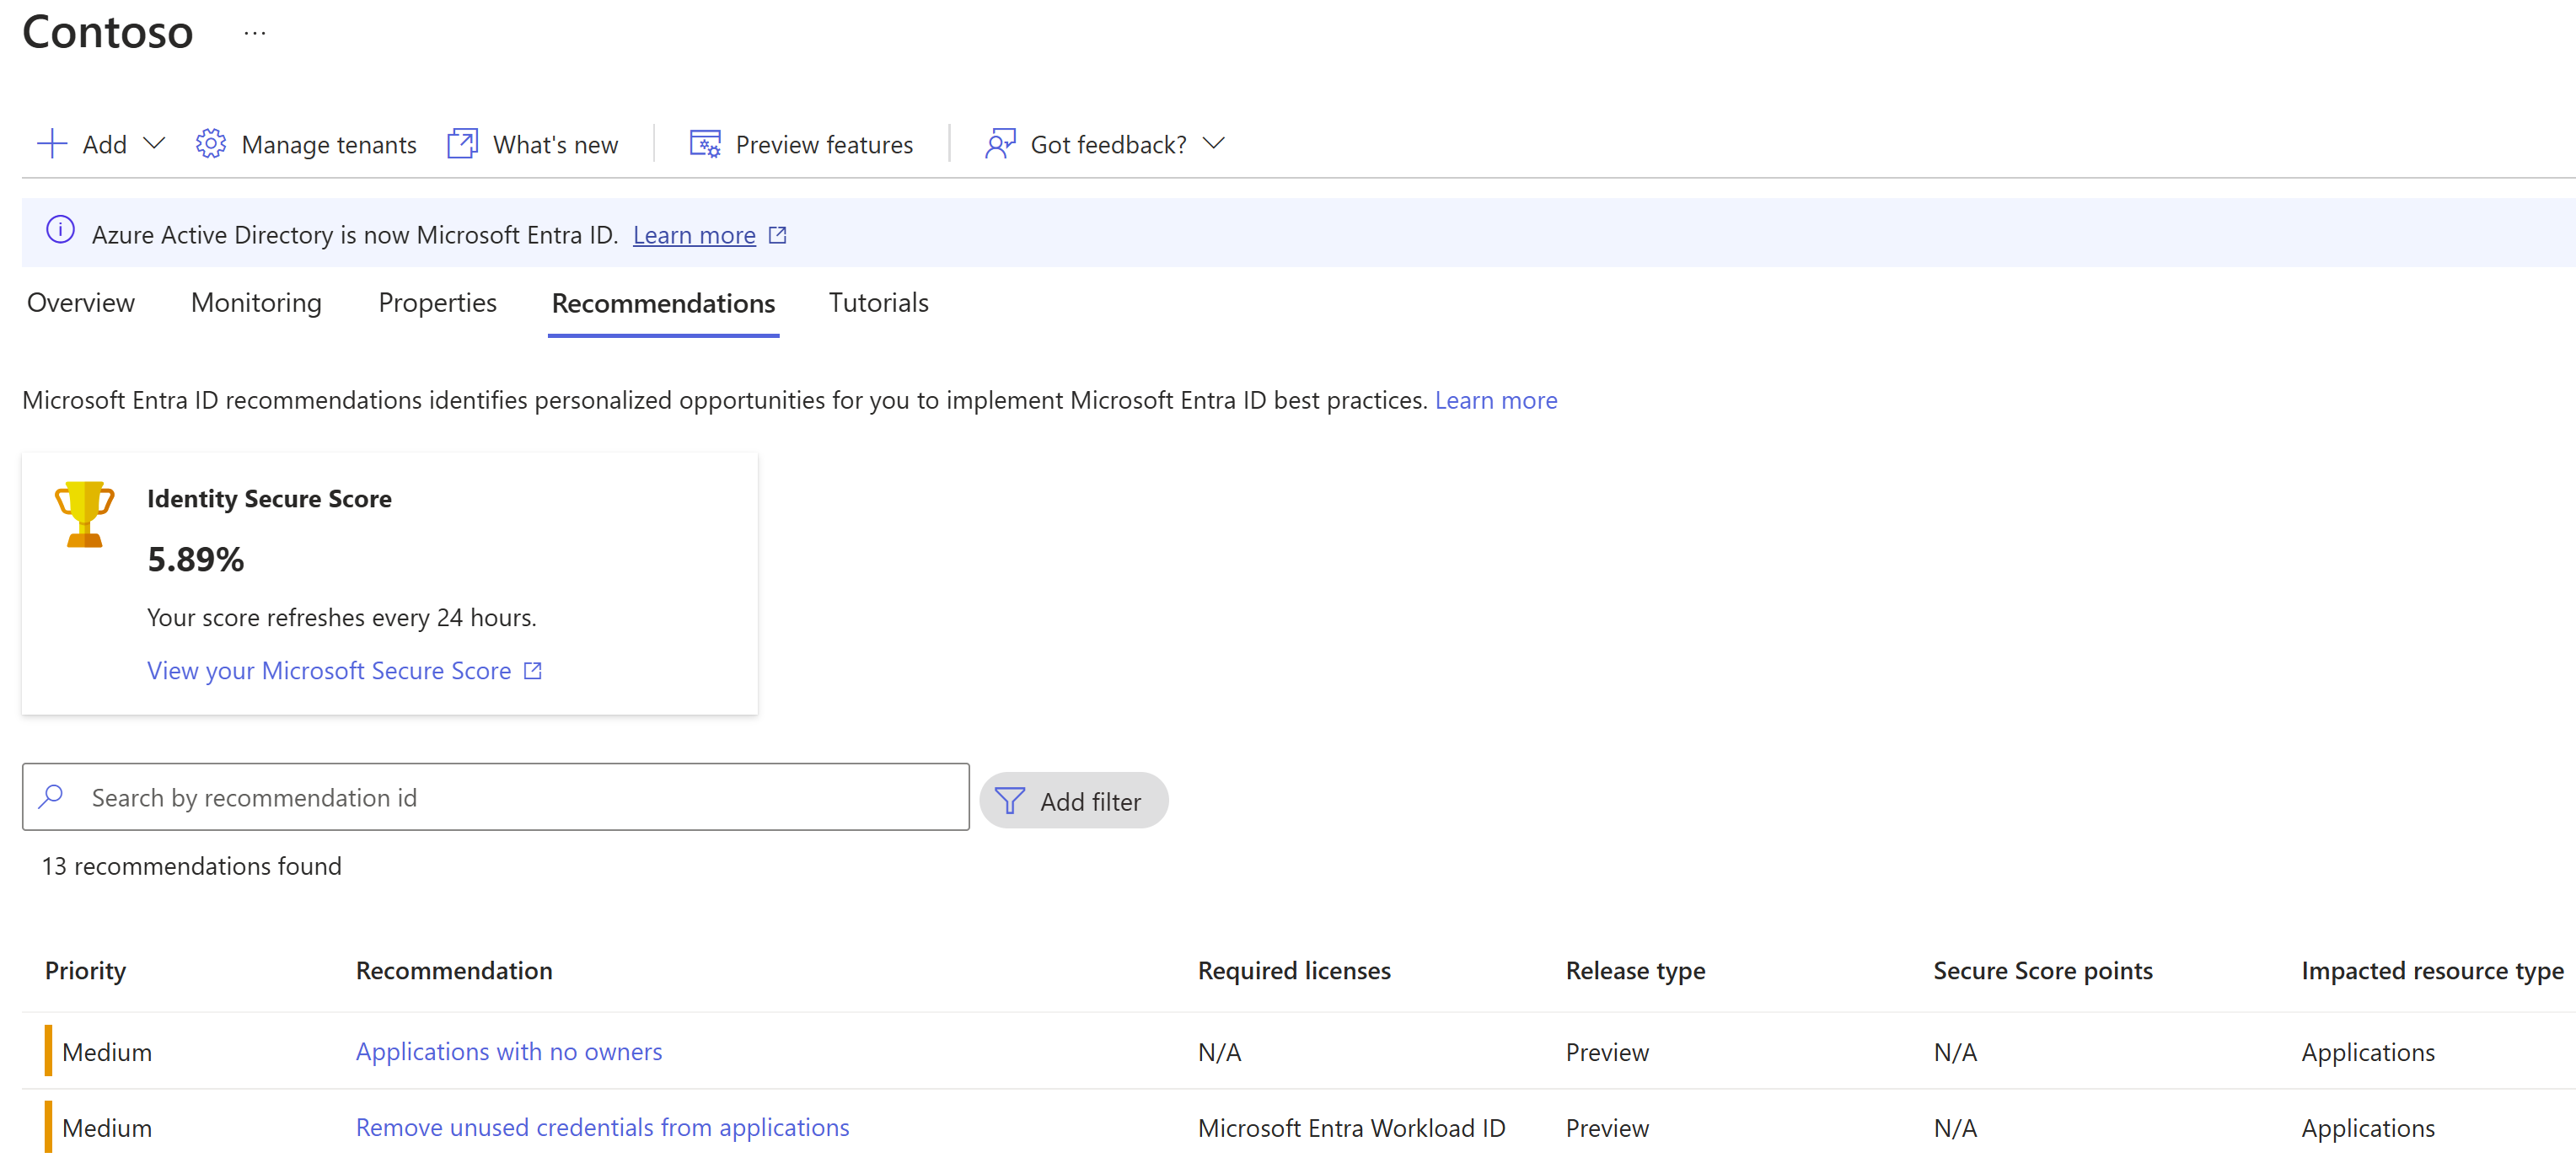 Contoso ...
Add Manage tenants What's new Preview features Got feedback?
Azure Active Directory is now Microsoft Entra ID. Learn more
Overview Monitoring Properties Recommendations Tutorials
Microsoft Entra ID recommendations identifies personalized opportunities for you to implement Microsoft Entra ID best practices. Learn more
Identity Secure Score
5.89%
Your score refreshes every 24 hours.
View your Microsoft Secure Score
Search by recommendation id Add filter
13 recommendations found
Priority Recommendation Required licenses Release type Secure Score points Impacted resource type
Medium Applications with no owners N/A Preview N/A Applications
Medium Remove unused credentials from applications Microsoft Entra Workload ID Preview N/A Applications